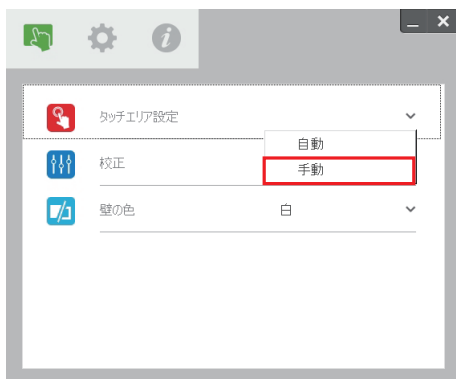 タッチエリア設定
自動
校正
手動
壁の色
白